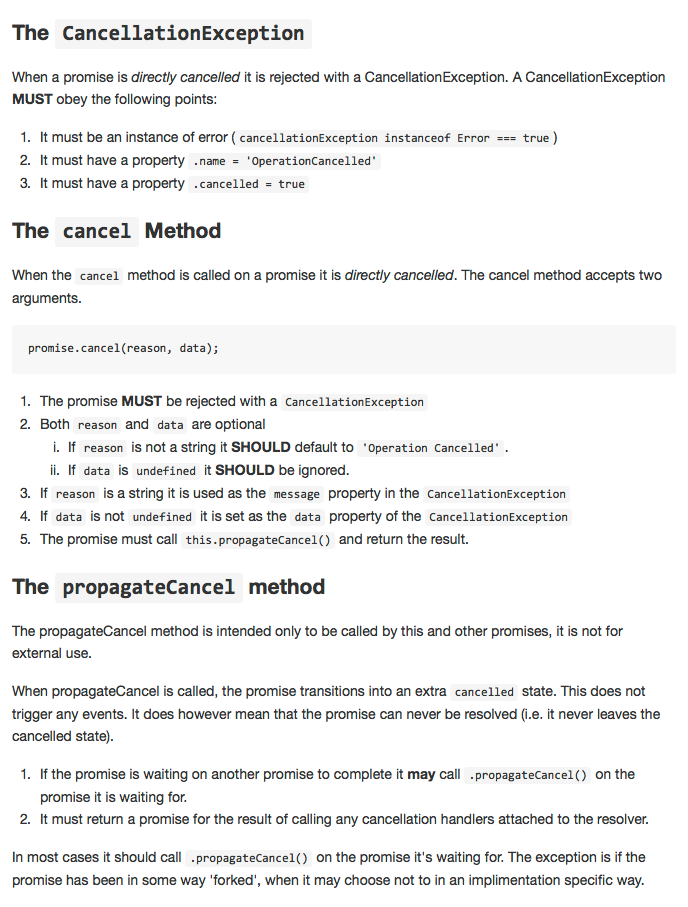 The CancellationException
When a promise is directly cancelled it is rejected with a CancellationException. A CancellationException
MUST obey the following points:
1. It must be an instance of error ( cancellationException instanceof Error === true )
2. It must have a property .name = 'OperationCancelled'
3. It must have a property .cancelled = true
The cancel Method
When the cancel method is called on a promise it is directly cancelled. The cancel method accepts two
arguments.
promise.cancel(reason, data);
1. The promise MUST be rejected with a CancellationException
2. Both reason and data are optional
i. If reason is not a string it SHOULD default to 'Operation Cancelled' .
ii. If data is undefined it SHOULD be ignored.
3. If reason is a string it is used as the message property in the CancellationException
4. If data is not undefined it is set as the data property of the CancellationException
5. The promise must call this.propagateCancel() and return the result.
The propagateCancel method
The propagateCancel method is intended only to be called by this and other promises, it is not for
external use.
When propagateCancel is called, the promise transitions into an extra cancelled state. This does not
trigger any events. It does however mean that the promise can never be resolved (i.e. it never leaves the
cancelled state).
1. If the promise is waiting on another promise to complete it may call .propagateCancel() on the
promise it is waiting for.
2. It must return a promise for the result of calling any cancellation handlers attached to the resolver.
In most cases it should call .propagateCancel() on the promise it's waiting for. The exception is if the
promise has been in some way 'forked', when it may choose not to in an implimentation specific way.